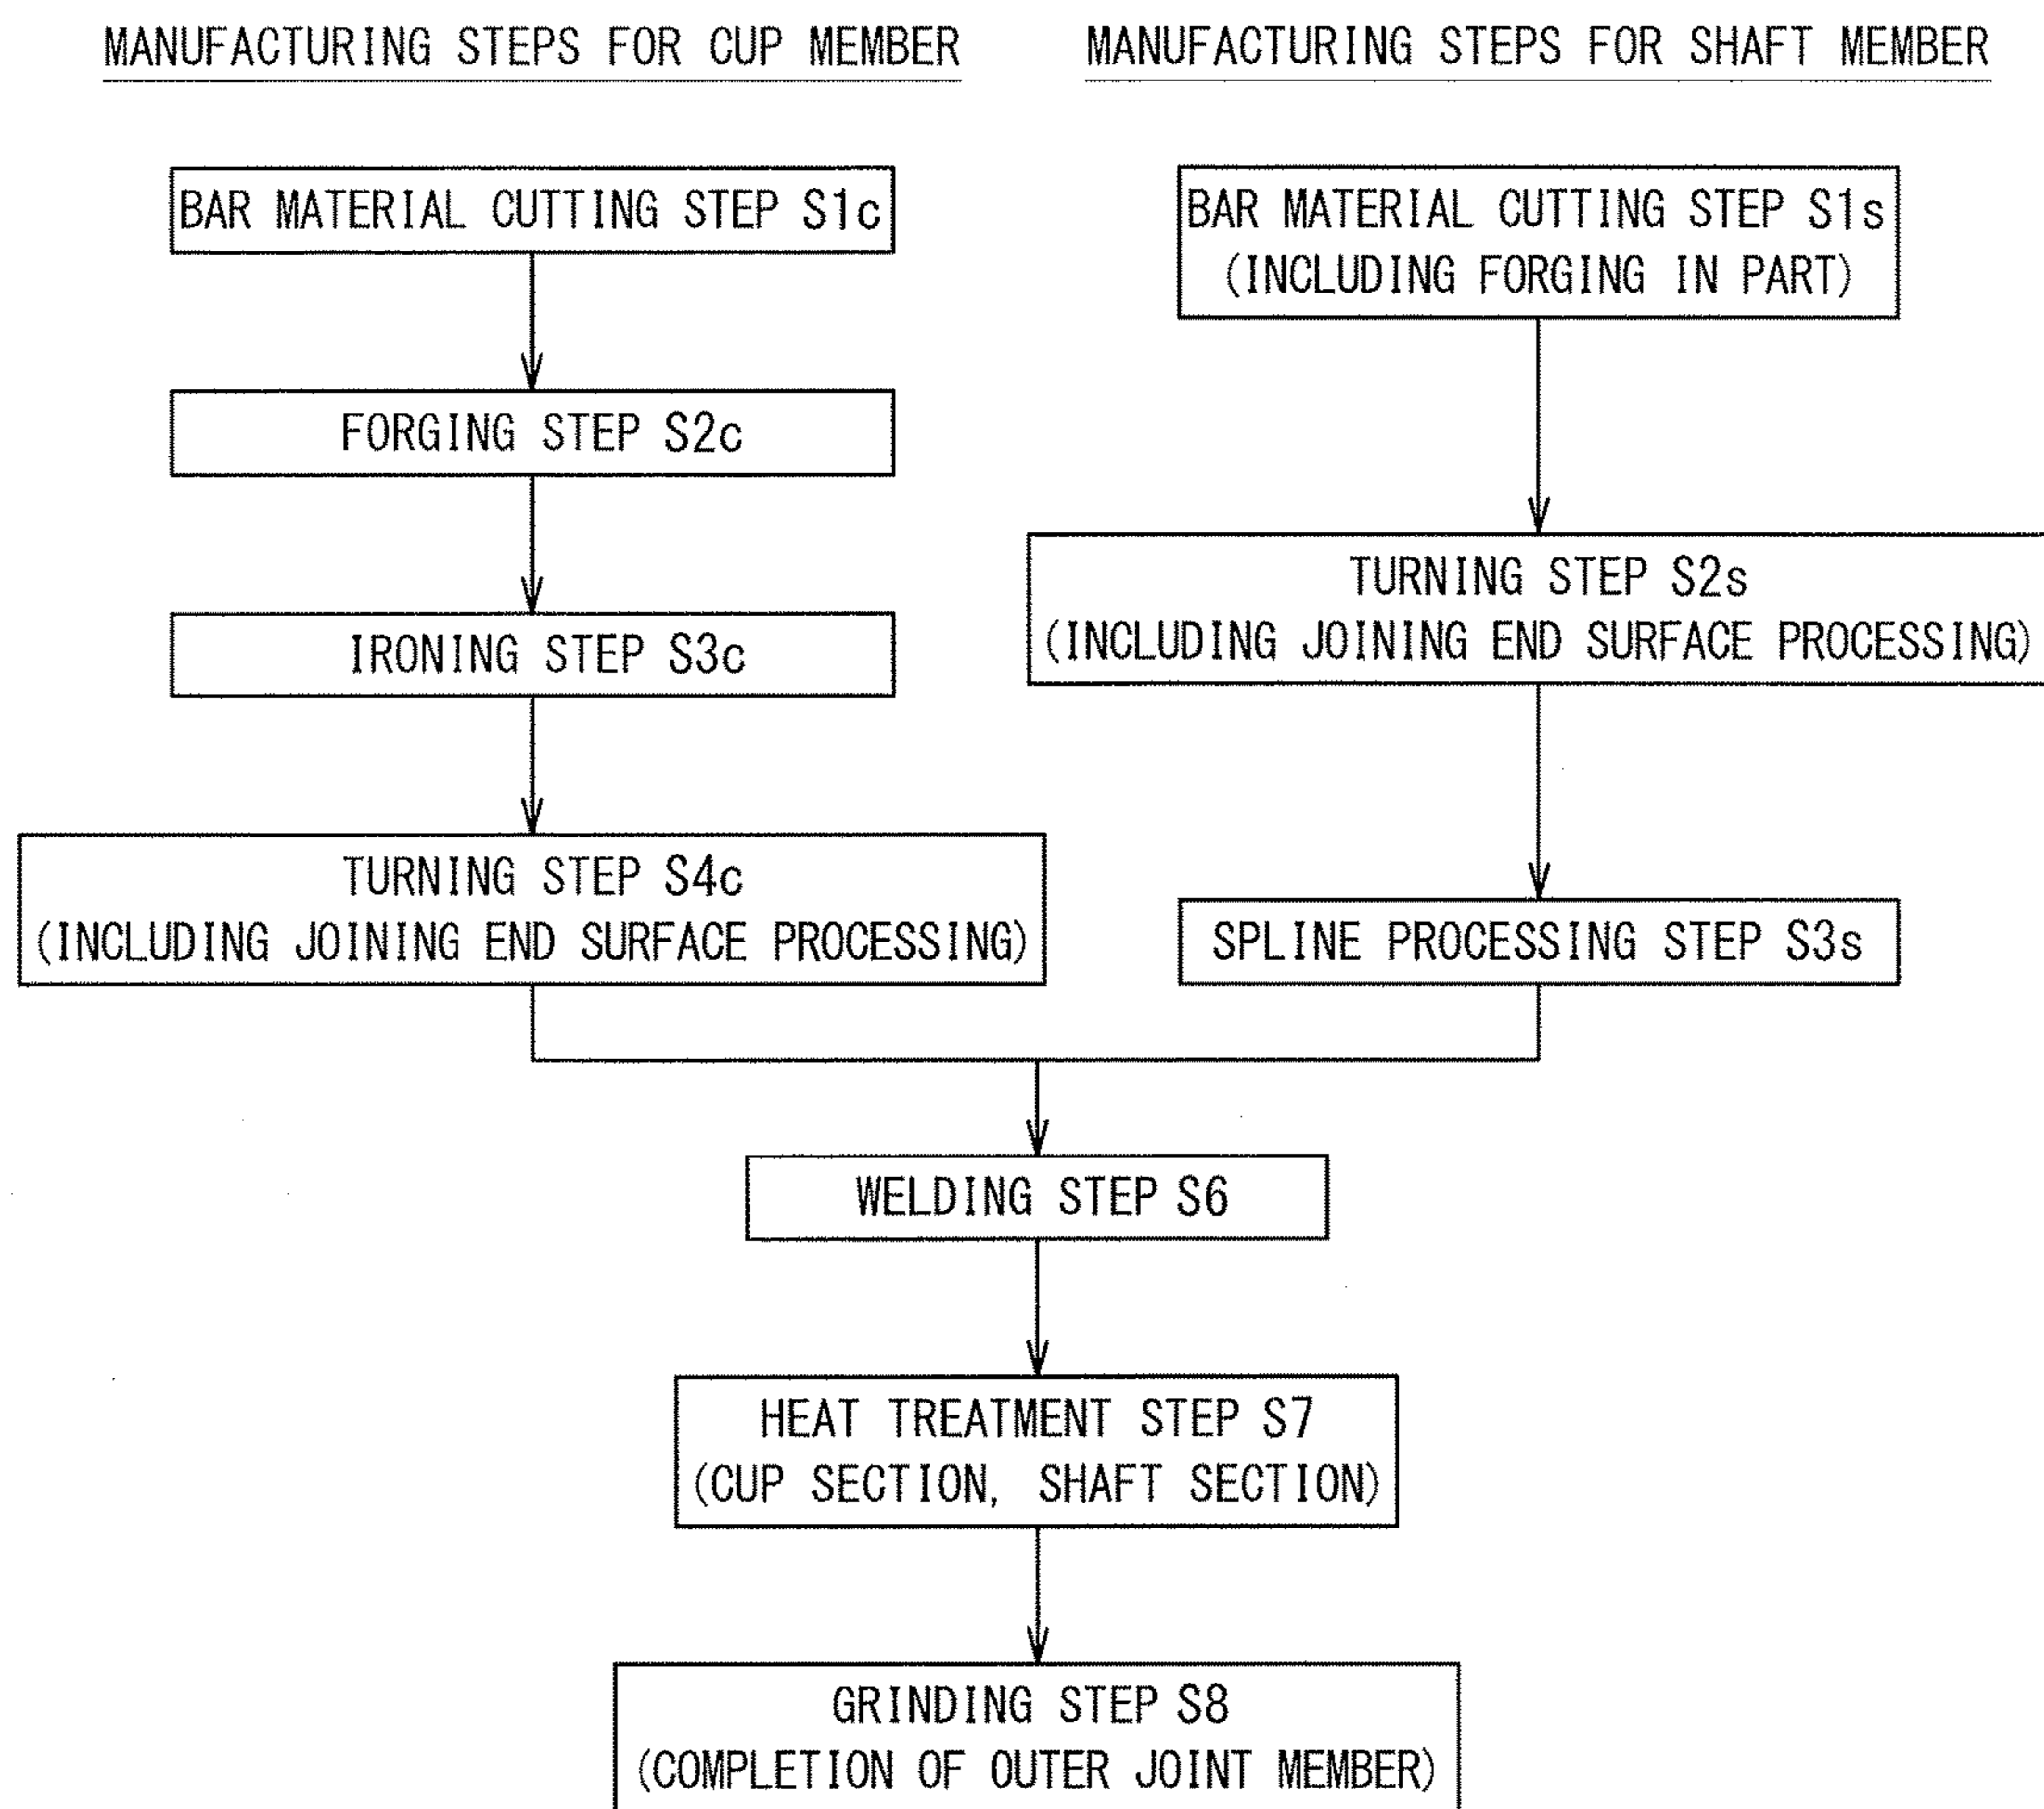 MANUFACTURING STEPS FOR CUP MEMBER
BAR MATERIAL CUTTING STEP S1c
FORGING STEP S2c
IRONING STEP S3c
TURNING STEP S4c
(INCLUDING JOINING END SURFACE PROCESSING)
MANUFACTURING STEPS FOR SHAFT MEMBER
BAR MATERIAL CUTTING STEP S1s
(INCLUDING FORGING IN PART)
TURNING STEP S2s
(INCLUDING JOINING END SURFACE PROCESSING)
SPLINE PROCESSING STEP S3s
WELDING STEP S6
HEAT TREATMENT STEP S7
(CUP SECTION, SHAFT SECTION)
GRINDING STEP S8
(COMPLETION OF OUTER JOINT MEMBER)